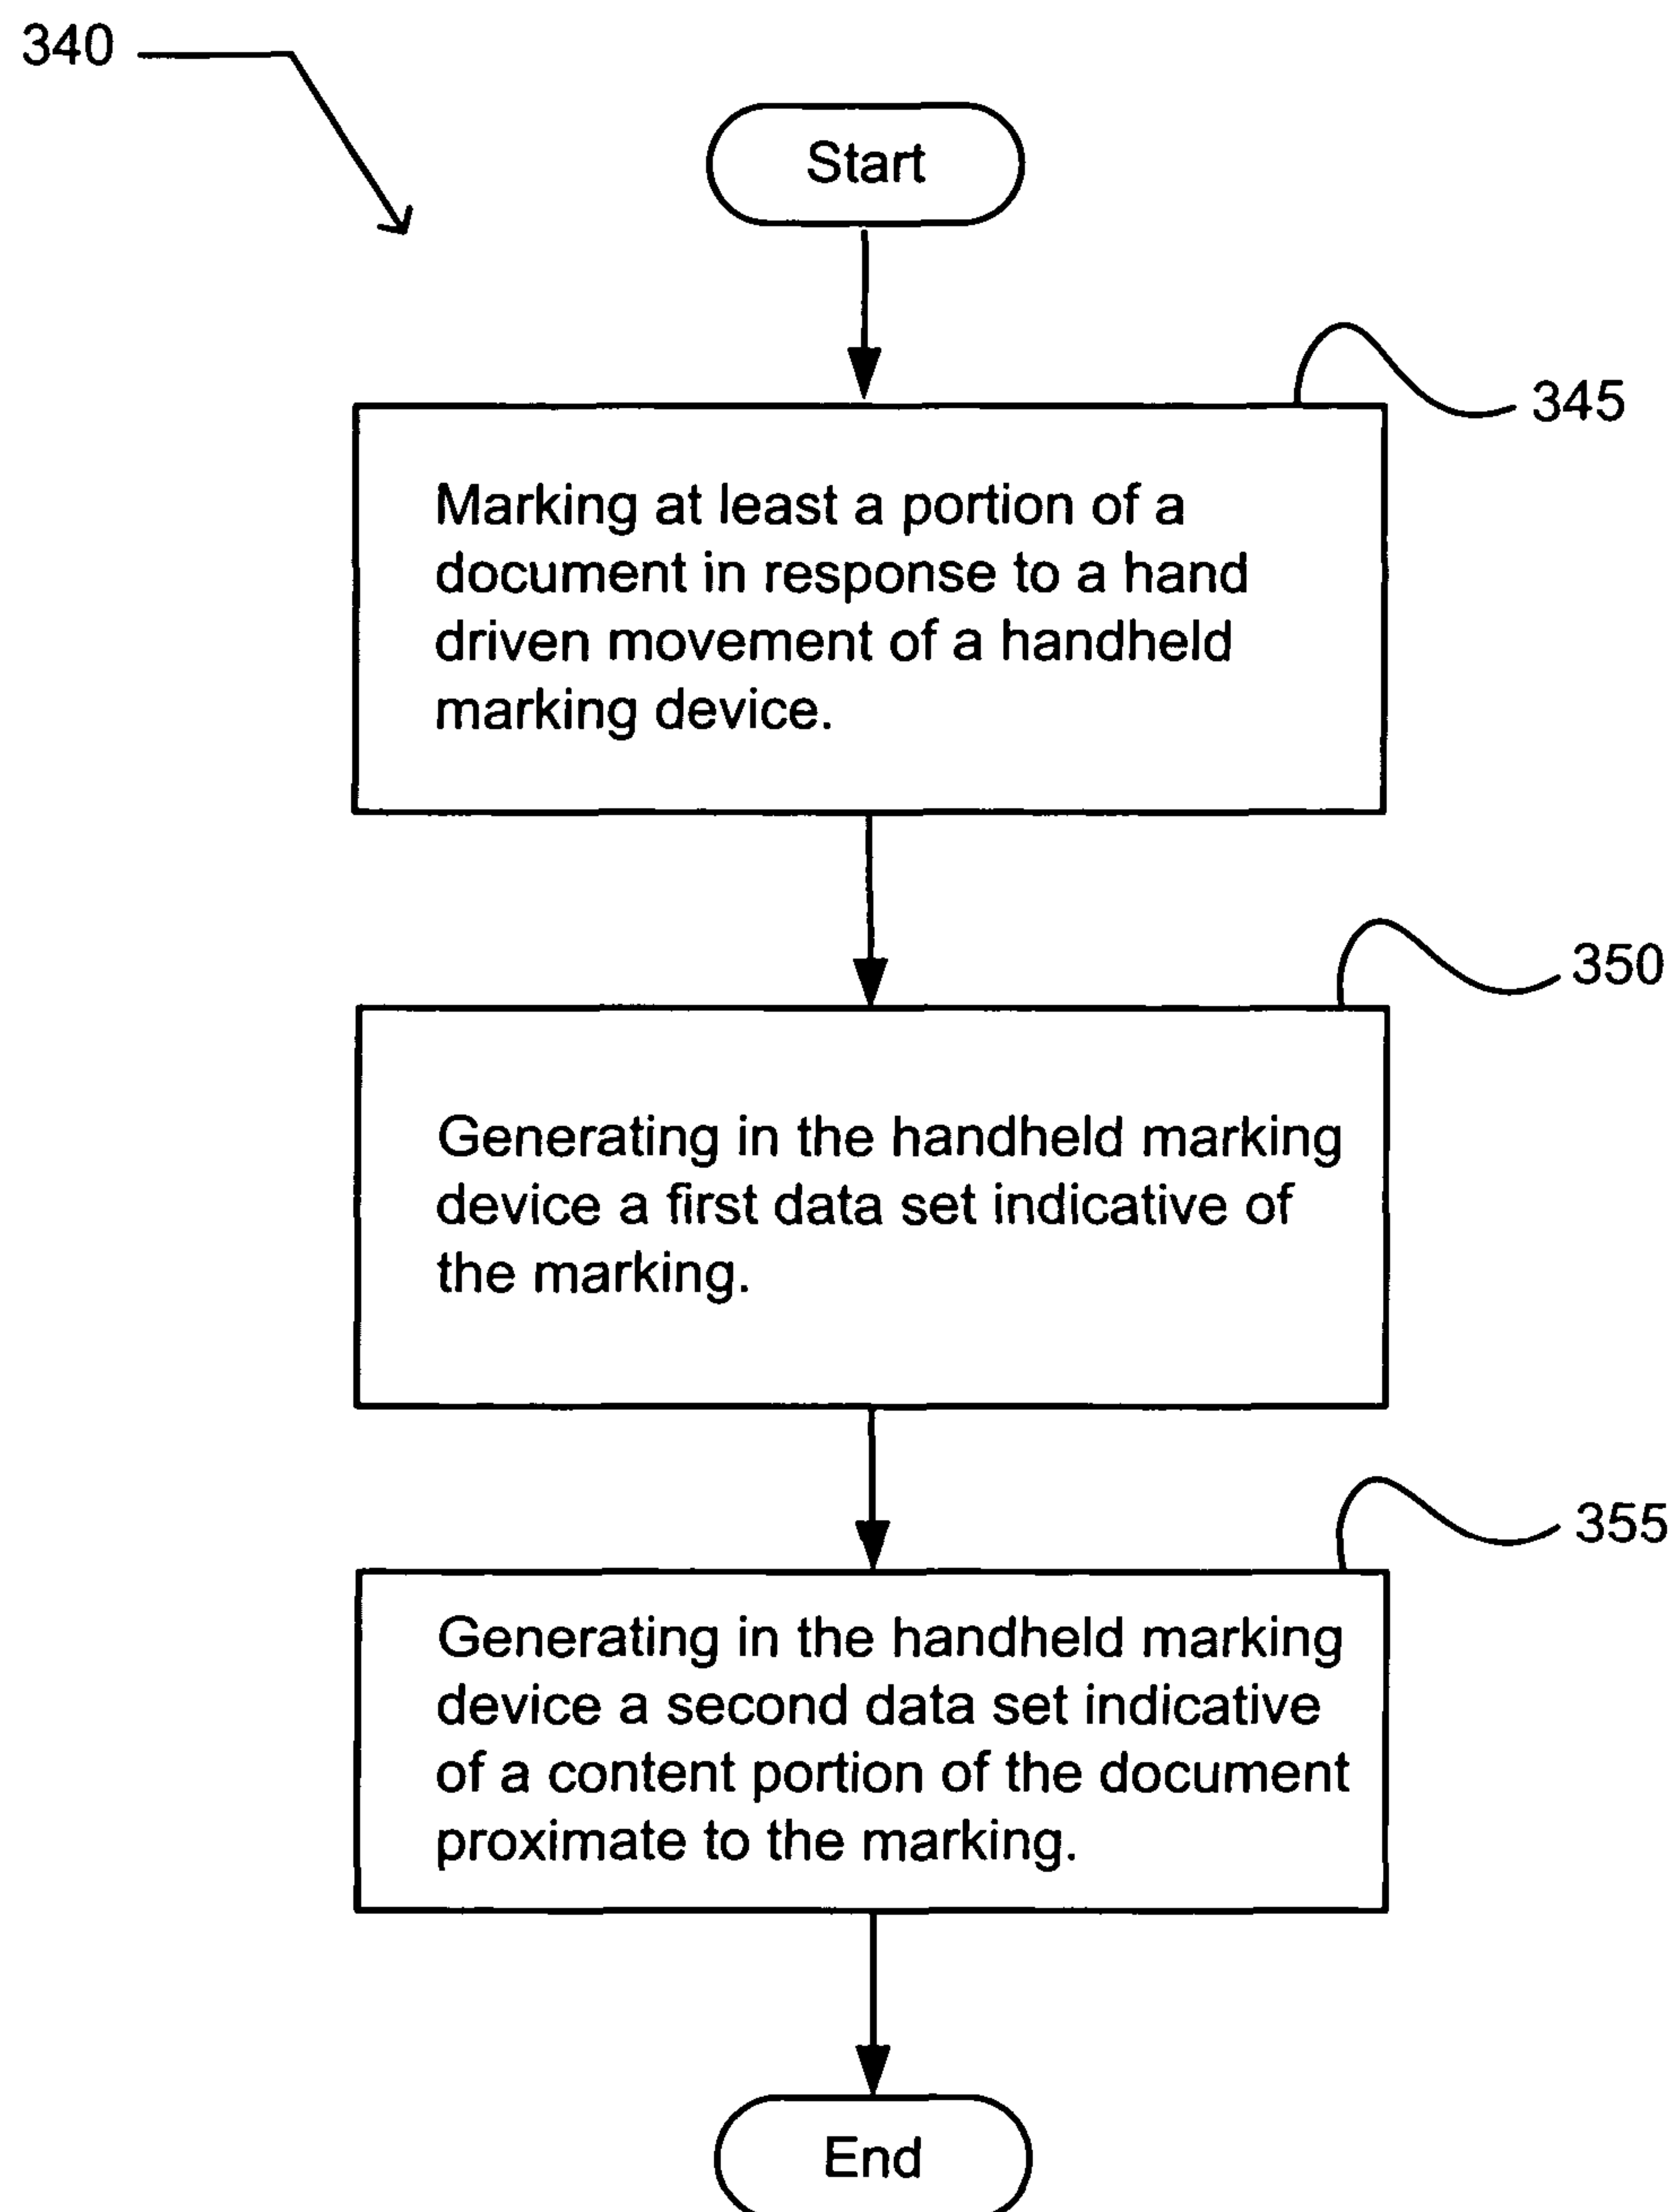 340
Start
345
Marking at least a portion of a
document in response to a hand
driven movement of a handheld
marking device.
350
Generating in the handheld marking
device a first data set indicative of
the marking.
355
Generating in the handheld marking
device a second data set indicative
of a content portion of the document
proximate to the marking.
End